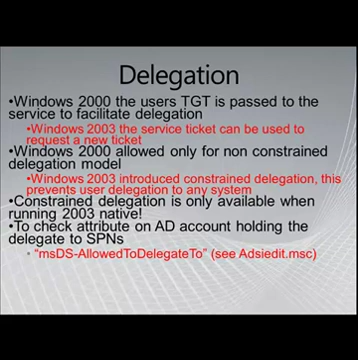 Delegation
•Windows 2000 the users TGT is passed to the
service to facilitate delegation
•Windows 2003 the service ticket can be used to
request a new ticket
•Windows 2000 allowed only for non constrained
delegation model
•Windows 2003 introduced constrained delegation, this
prevents user delegation to any system
•Constrained delegation is only available when
running 2003 native!
•To check attribute on AD account holding the
delegate to SPNs
•“msDS-AllowedToDelegateTo” (see Adsiedit.msc)